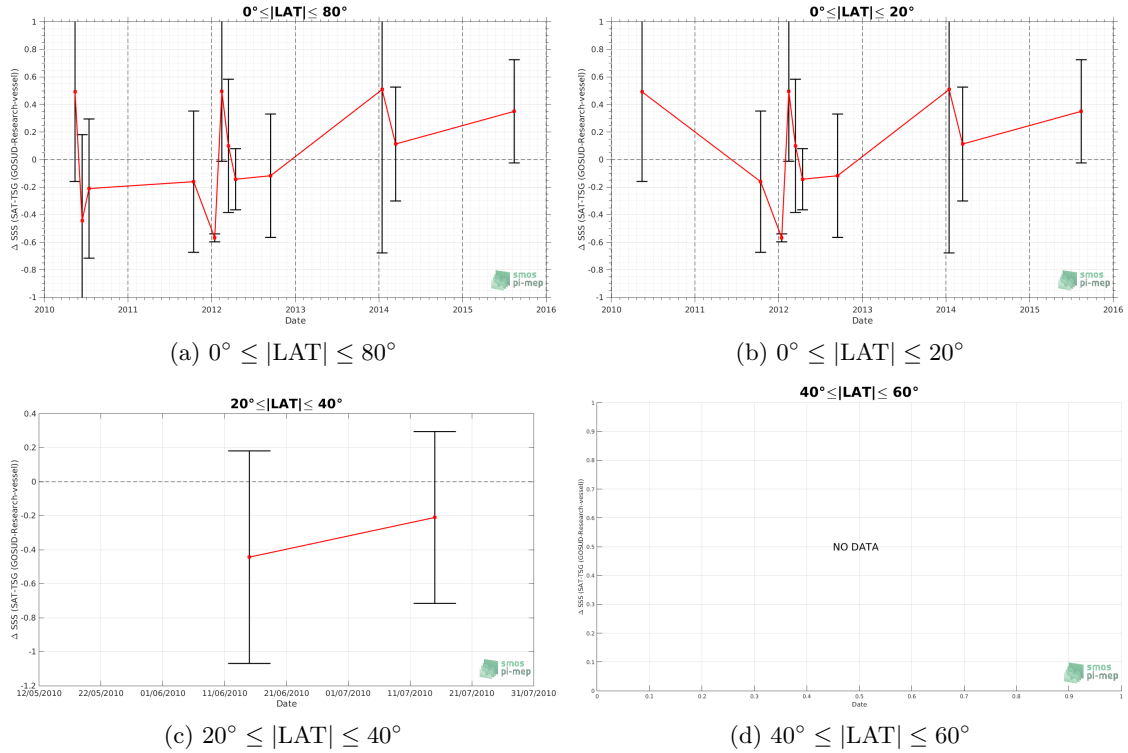 0°≤|LAT|≤ 80°
Δ SSS (SAT-TSG (GOSUD-Research-vessel))
1
0.8
0.6
0.4
0.2
0
-0.2
-0.4
-0.6
-0.8
-1
2010 2011 2012 2013 2014 2015 2016
Date
smos
pi-mep
(a) 0° ≤ |LAT| ≤ 80°
0°≤|LAT|≤ 20°
Δ SSS (SAT-TSG (GOSUD-Research-vessel))
1
0.8
0.6
0.4
0.2
0
-0.2
-0.4
-0.6
-0.8
-1
2010 2011 2012 2013 2014 2015 2016
Date
smos
pi-mep
(b) 0° ≤ |LAT| ≤ 20°
20°≤|LAT|≤ 40°
Δ SSS (SAT-TSG (GOSUD-Research-vessel))
0.4
0.2
0
-0.2
-0.4
-0.6
-0.8
-1
-1.2
12/05/2010 22/05/2010 01/06/2010 11/06/2010 21/06/2010 01/07/2010 11/07/2010 21/07/2010 31/07/2010
Date
smos
pi-mep
(c) 20° ≤ |LAT| ≤ 40°
40°≤|LAT|≤ 60°
Δ SSS (SAT-TSG (GOSUD-Research-vessel))
1
0.9
0.8
0.7
0.6
0.5
0.4
0.3
0.2
0.1
0
NO DATA
0 0.1 0.2 0.3 0.4 0.5 0.6 0.7 0.8 0.9 1
Date
smos
pi-mep
(d) 40° ≤ |LAT| ≤ 60°